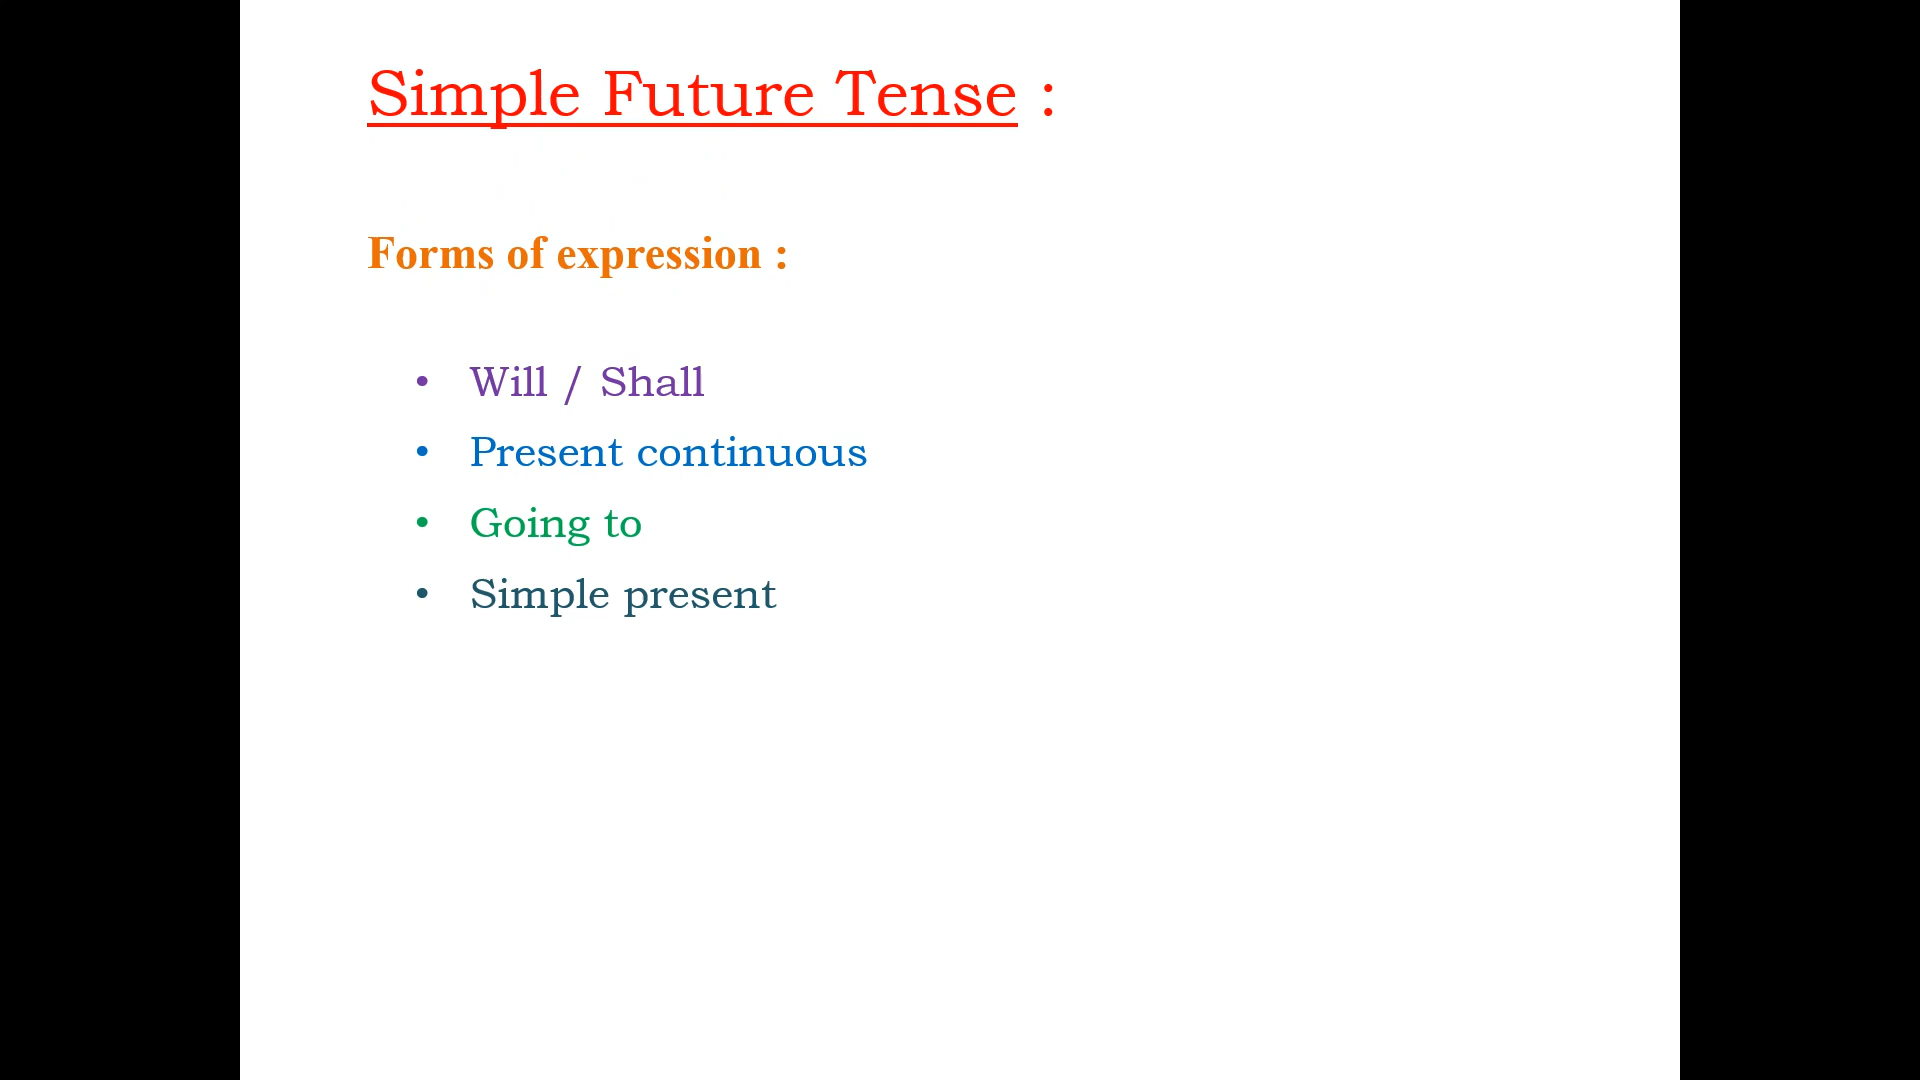 Simple Future Tense :
Forms of expression :
• Will / Shall
• Present continuous
• Going to
• Simple present